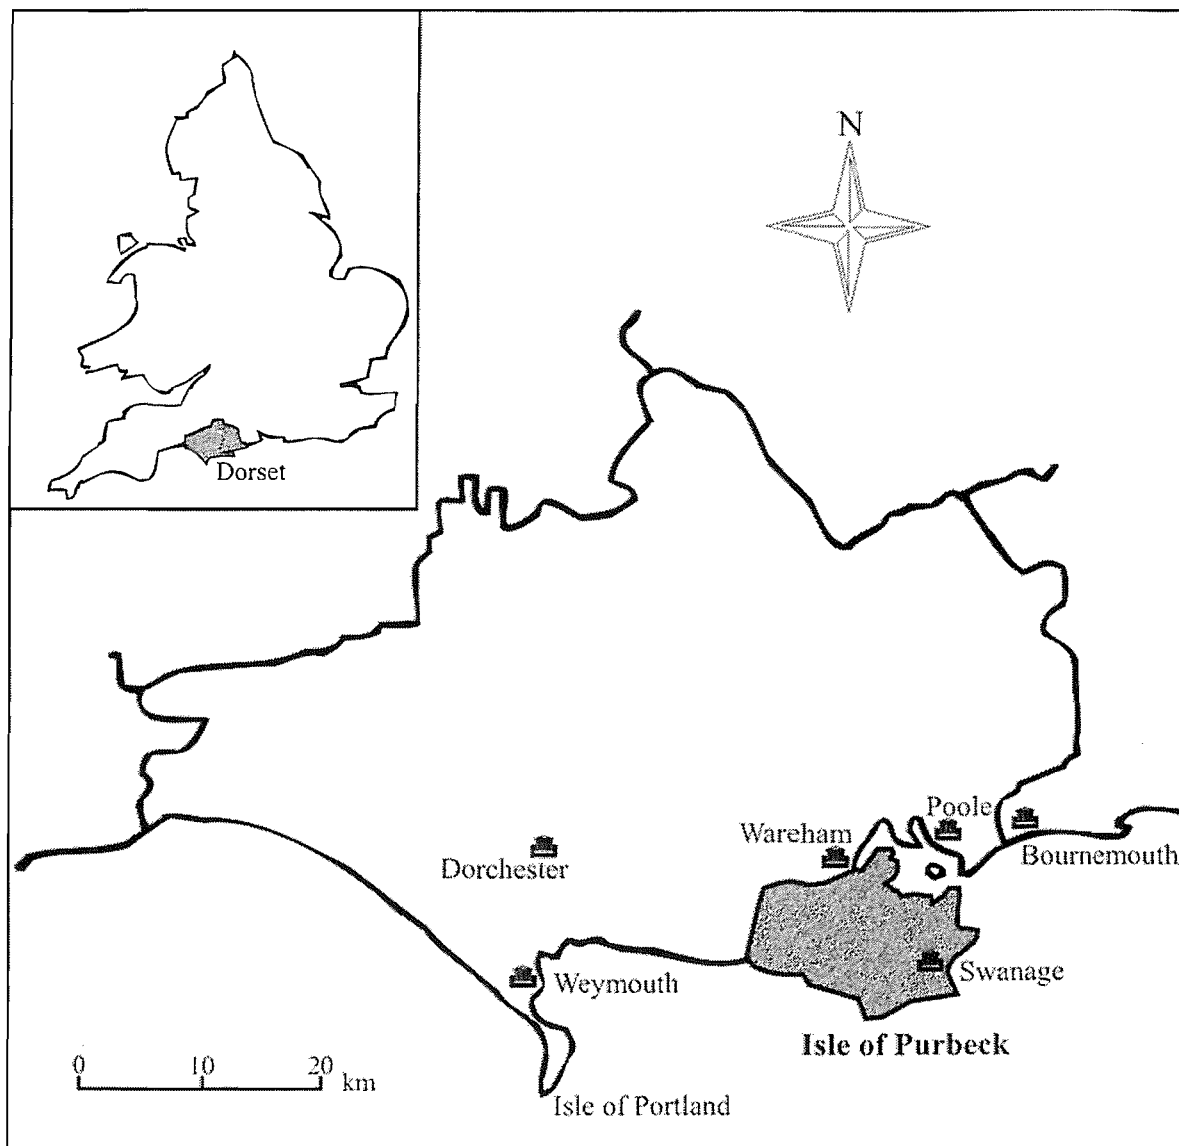 N
Dorset
Poole
Wareham
Bournemouth
Dorchester
Swanage
Weymouth
Isle of Purbeck
0 10 20 km
Isle of Portland